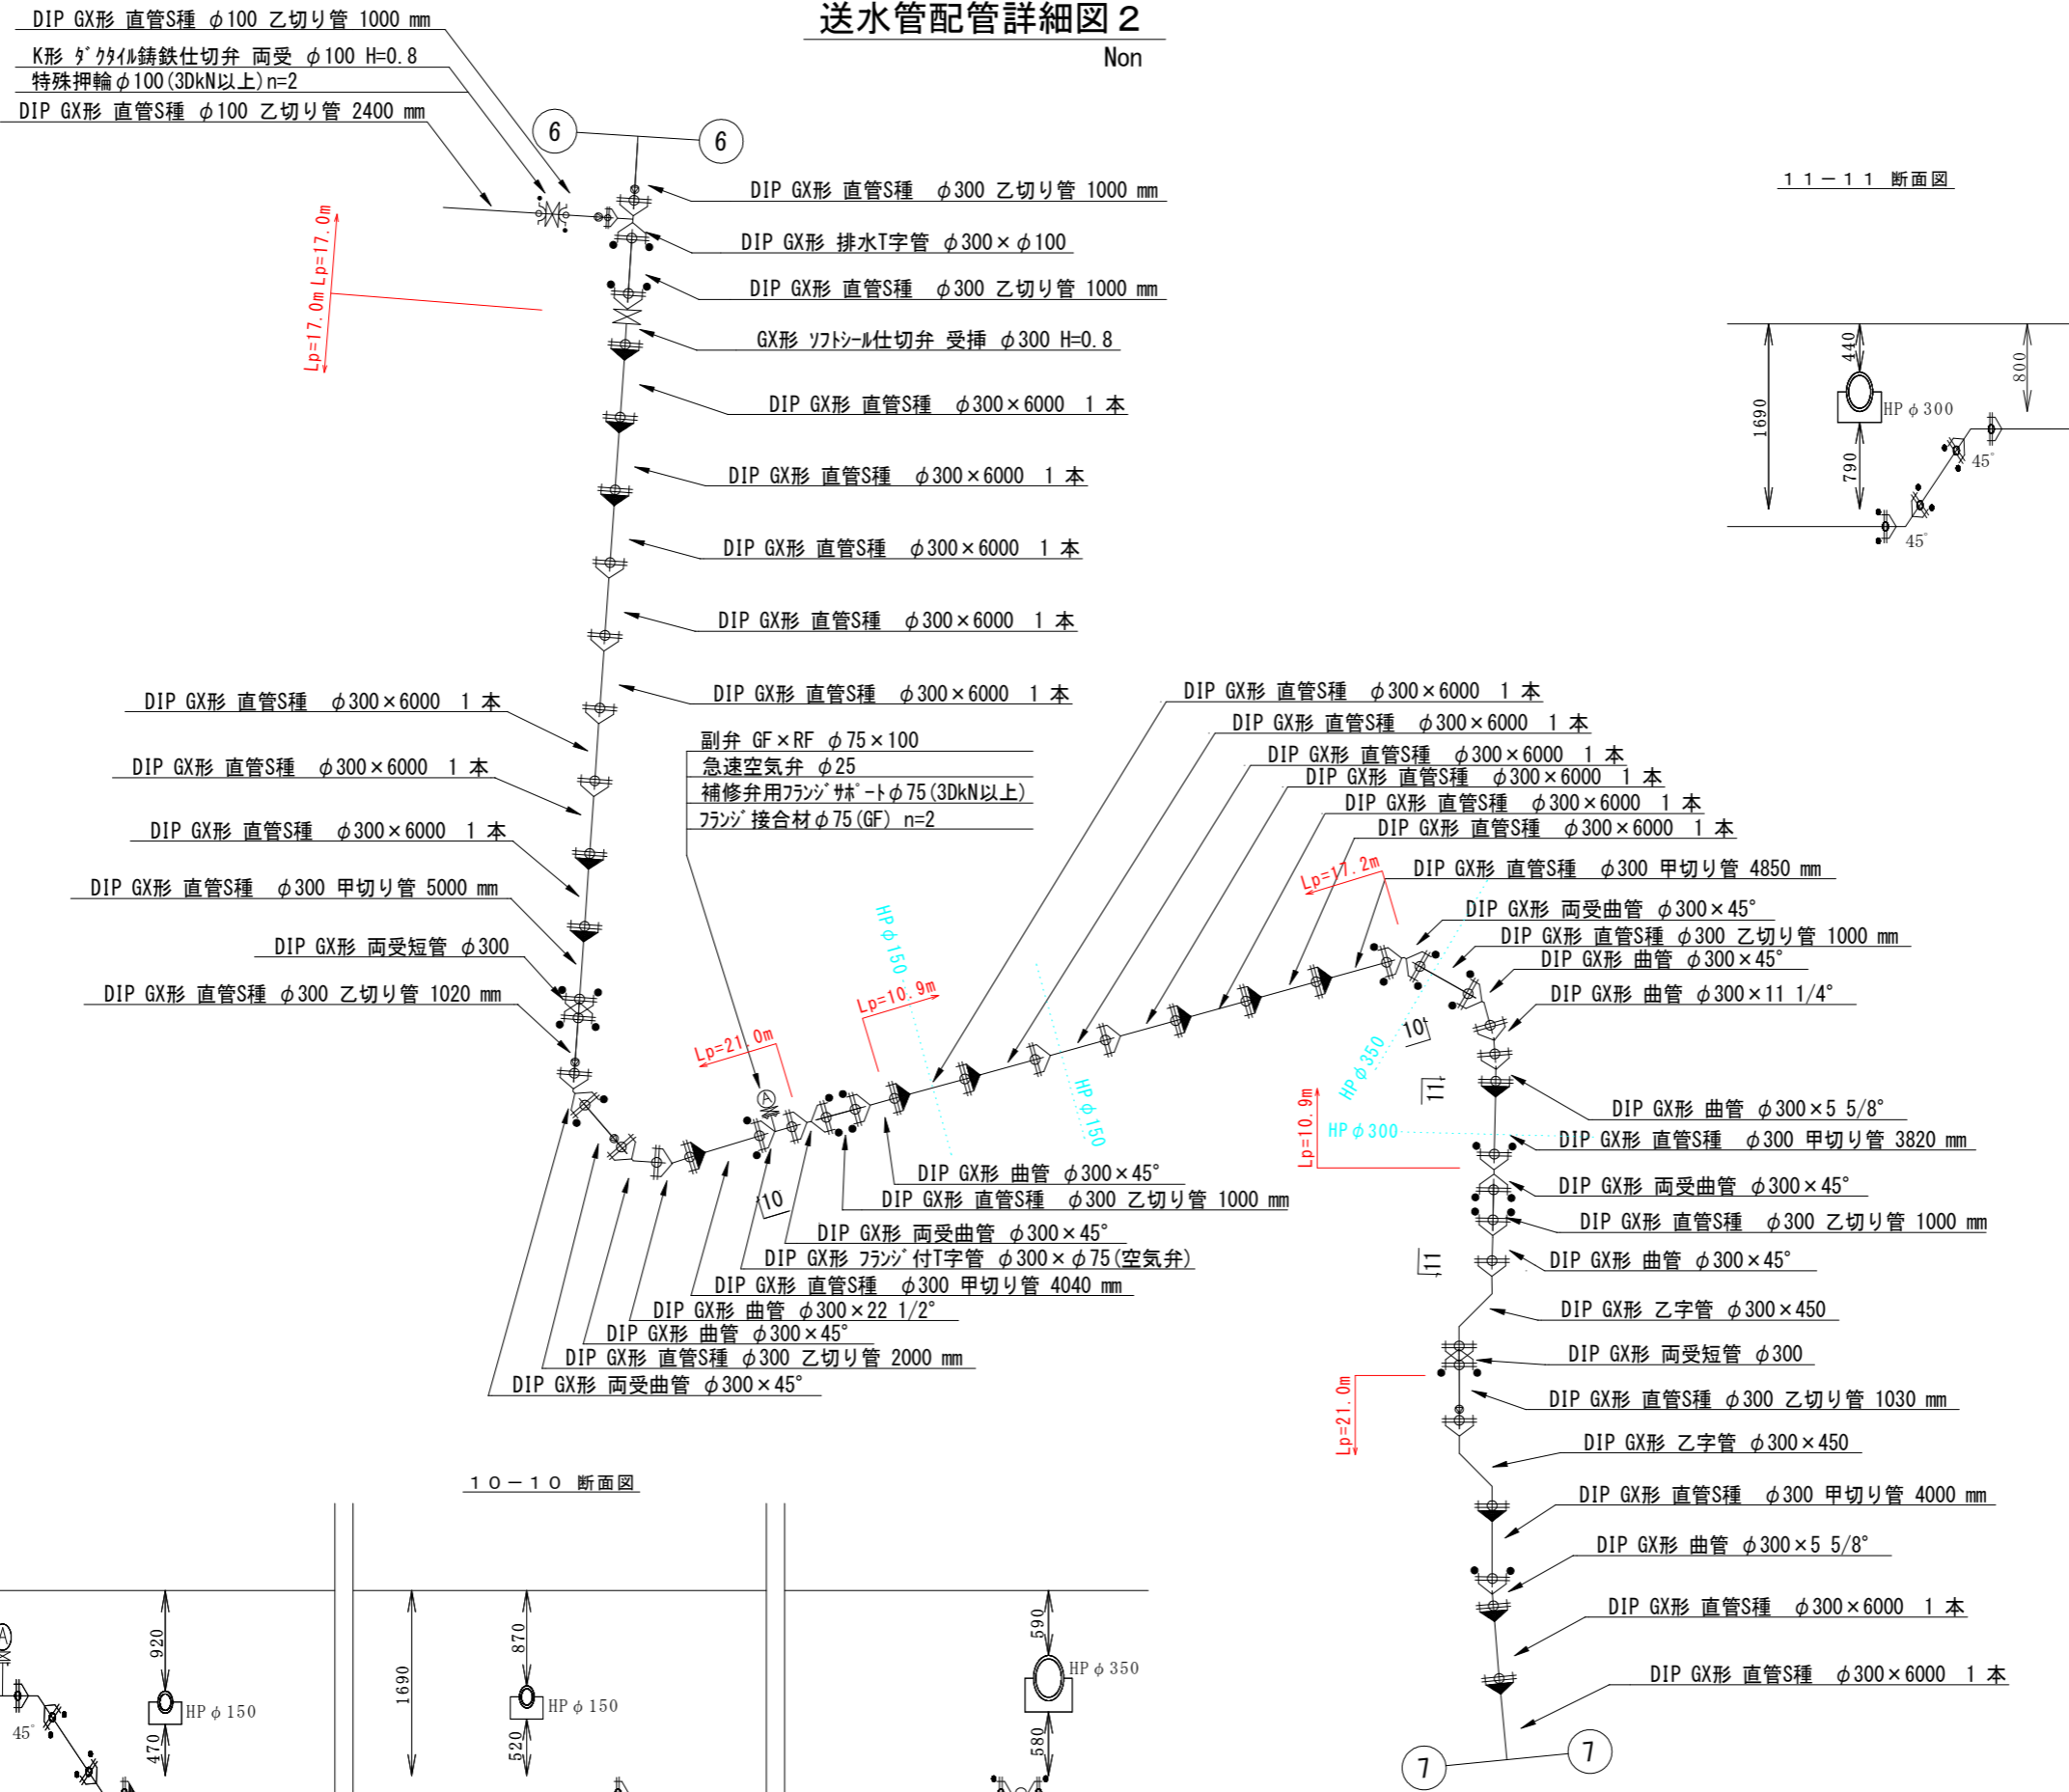 送水管配管詳細図２
Non
DIP GX形 直管S種 φ100 乙切り管 1000 mm
K形 ﾀﾞｸﾀｲﾙ鋳鉄仕切弁 両受 φ100 H=0.8
特殊押輪φ100(3DkN以上)n=2
DIP GX形 直管S種 φ100 乙切り管 2400 mm
6
6
DIP GX形 直管S種 φ300 乙切り管 1000 mm
DIP GX形 排水T字管 φ300×φ100
DIP GX形 直管S種 φ300 乙切り管 1000 mm
GX形 ｿﾌﾄｼｰﾙ仕切弁 受挿 φ300 H=0.8
Lp=17.0m
Lp=17.0m
DIP GX形 直管S種 φ300×6000 1 本
DIP GX形 直管S種 φ300×6000 1 本
DIP GX形 直管S種 φ300×6000 1 本
DIP GX形 直管S種 φ300×6000 1 本
DIP GX形 直管S種 φ300×6000 1 本
DIP GX形 直管S種 φ300×6000 1 本
DIP GX形 直管S種 φ300×6000 1 本
DIP GX形 直管S種 φ300×6000 1 本
DIP GX形 直管S種 φ300 甲切り管 5000 mm
DIP GX形 両受短管 φ300
DIP GX形 直管S種 φ300 乙切り管 1020 mm
副弁 GF×RF φ75×100
急速空気弁 φ25
補修弁用ﾌﾗﾝｼﾞｻﾎﾟｰﾄφ75(3DkN以上)
ﾌﾗﾝｼﾞ接合材φ75(GF) n=2
DIP GX形 直管S種 φ300×6000 1 本
DIP GX形 直管S種 φ300×6000 1 本
DIP GX形 直管S種 φ300×6000 1 本
DIP GX形 直管S種 φ300×6000 1 本
DIP GX形 直管S種 φ300×6000 1 本
DIP GX形 直管S種 φ300×6000 1 本
DIP GX形 直管S種 φ300 甲切り管 4850 mm
Lp=17.2m
DIP GX形 両受曲管 φ300×45°
DIP GX形 直管S種 φ300 乙切り管 1000 mm
DIP GX形 曲管 φ300×45°
DIP GX形 曲管 φ300×11 1/4°
HPφ150
Lp=10.9m
Lp=21.0m
A
HPφ150
HPφ350
10
11
HPφ300
Lp=10.9m
DIP GX形 曲管 φ300×5 5/8°
DIP GX形 直管S種 φ300 甲切り管 3820 mm
DIP GX形 両受曲管 φ300×45°
DIP GX形 直管S種 φ300 乙切り管 1000 mm
11
DIP GX形 曲管 φ300×45°
DIP GX形 乙字管 φ300×450
DIP GX形 両受短管 φ300
Lp=21.0m
DIP GX形 直管S種 φ300 乙切り管 1030 mm
DIP GX形 乙字管 φ300×450
DIP GX形 直管S種 φ300 甲切り管 4000 mm
DIP GX形 曲管 φ300×5 5/8°
DIP GX形 直管S種 φ300×6000 1 本
DIP GX形 直管S種 φ300×6000 1 本
7
7
10
DIP GX形 曲管 φ300×45°
DIP GX形 直管S種 φ300 乙切り管 1000 mm
DIP GX形 両受曲管 φ300×45°
DIP GX形 ﾌﾗﾝｼﾞ付T字管 φ300×φ75(空気弁)
DIP GX形 直管S種 φ300 甲切り管 4040 mm
DIP GX形 曲管 φ300×22 1/2°
DIP GX形 曲管 φ300×45°
DIP GX形 直管S種 φ300 乙切り管 2000 mm
DIP GX形 両受曲管 φ300×45°
１１－１１ 断面図
1690
440
HPφ300
790
800
45°
45°
１０－１０ 断面図
A
45°
920
HPφ150
470
1690
870
HPφ150
520
590
HPφ350
580